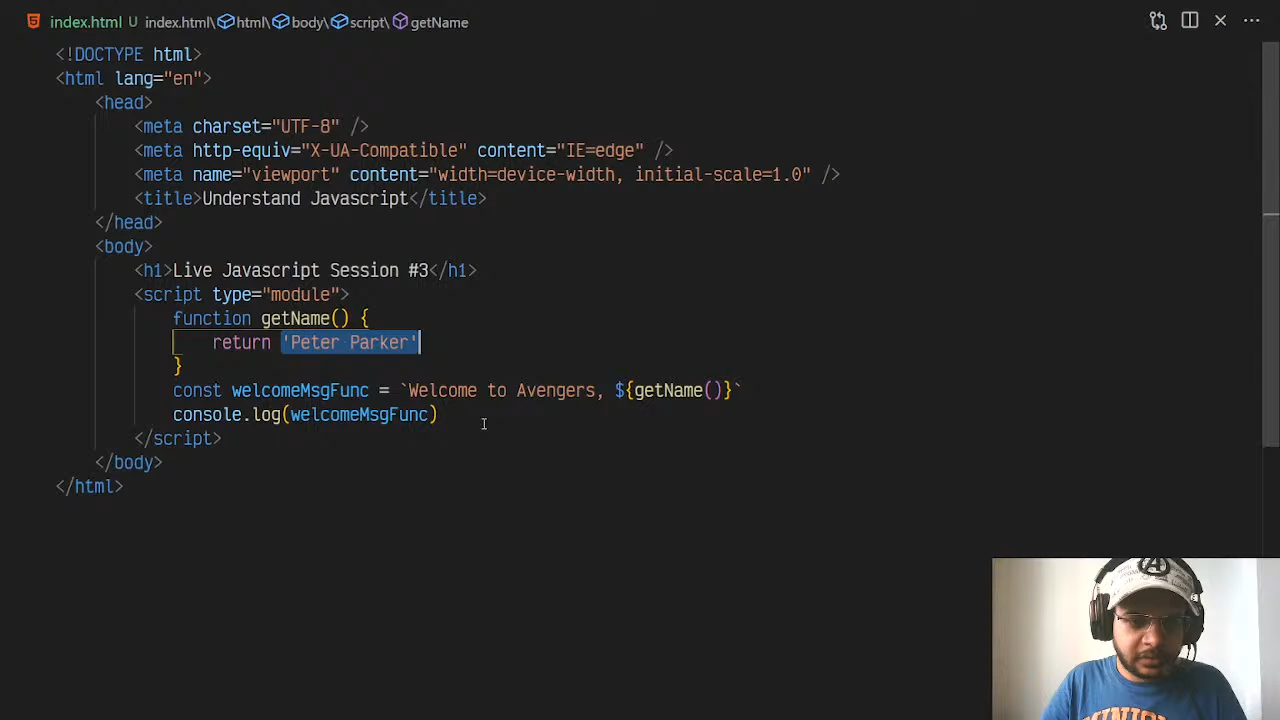 index.html U index.html\html\body\script\getName
<!DOCTYPE html>
<html lang="en">
<head>
<meta charset="UTF-8" />
<meta http-equiv="X-UA-Compatible" content="IE=edge" />
<meta name="viewport" content="width=device-width, initial-scale=1.0" />
<title>Understand Javascript</title>
</head>
<body>
<h1>Live Javascript Session #3</h1>
<script type="module">
function getName() {
return 'Peter Parker'
}
const welcomeMsgFunc = `Welcome to Avengers, ${getName()}`
console.log(welcomeMsgFunc)
</script>
</body>
</html>